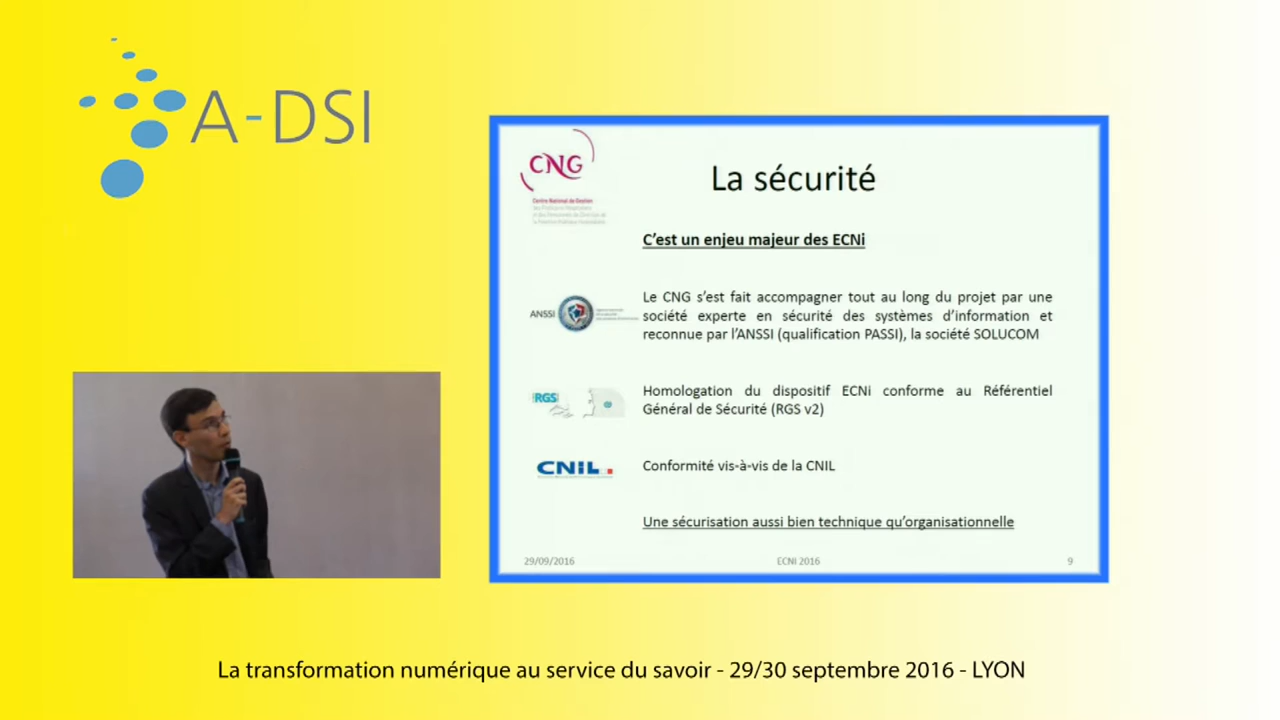 A-DSI
CNG
Centre National de Gestion
La sécurité
C'est un enjeu majeur des ECNi
ANSSI
Le CNG s'est fait accompagner tout au long du projet par une
société experte en sécurité des systèmes d'information et
reconnue par l'ANSSI (qualification PASSI), la société SOLUCOM
RGS
Homologation du dispositif ECNi conforme au Référentiel
Général de Sécurité (RGS v2)
CNIL
Conformité vis-à-vis de la CNIL
Une sécurisation aussi bien technique qu'organisationnelle
29/09/2016
ECNI 2016
9
La transformation numérique au service du savoir - 29/30 septembre 2016 - LYON